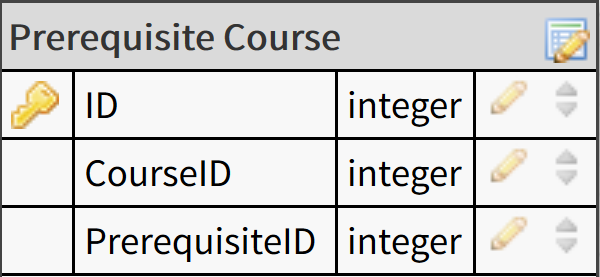 Prerequisite Course
ID integer
CourseID integer
PrerequisiteID integer